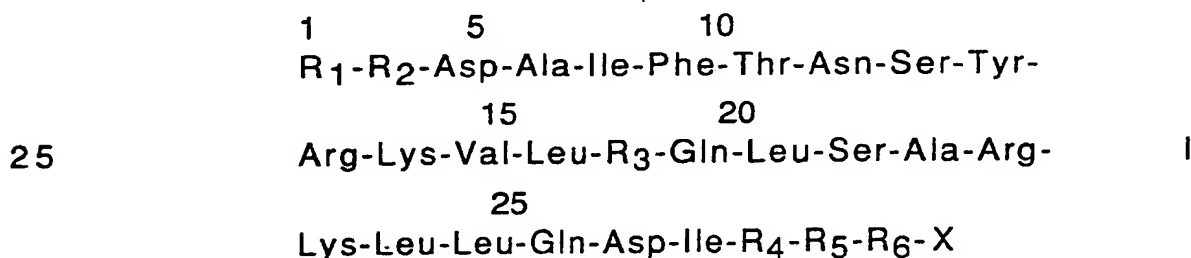 1 5 10
R1-R2-Asp-Ala-Ile-Phe-Thr-Asn-Ser-Tyr-
15 20
25 Arg-Lys-Val-Leu-R3-Gln-Leu-Ser-Ala-Arg- I
25
Lys-Leu-Leu-Gln-Asp-Ile-R4-R5-R6-X